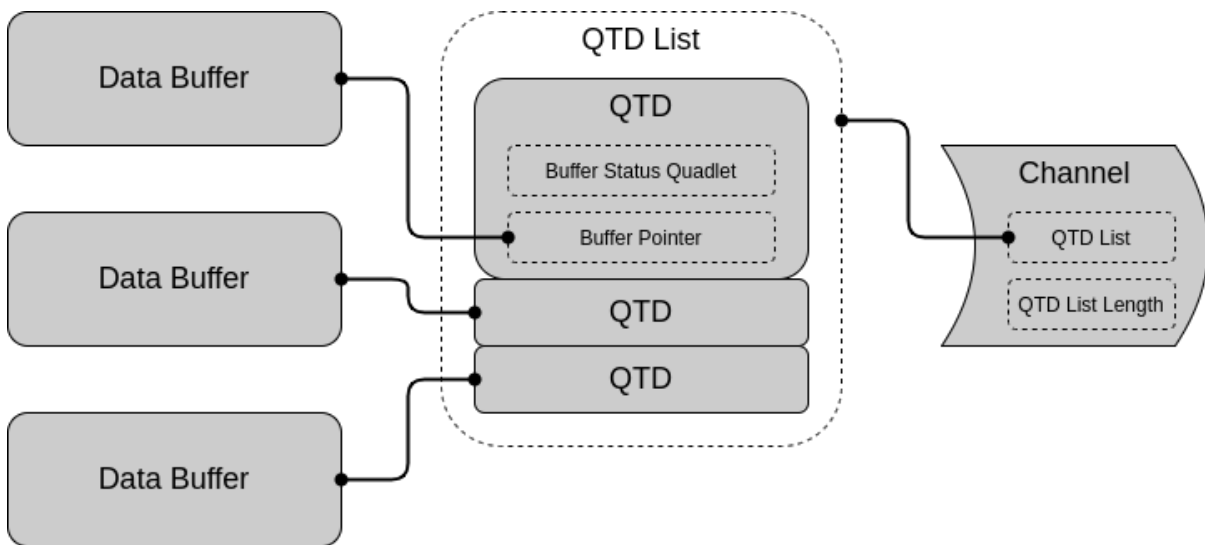 Data Buffer
Data Buffer
Data Buffer
QTD List
QTD
Buffer Status Quadlet
Buffer Pointer
QTD
QTD
Channel
QTD List
QTD List Length